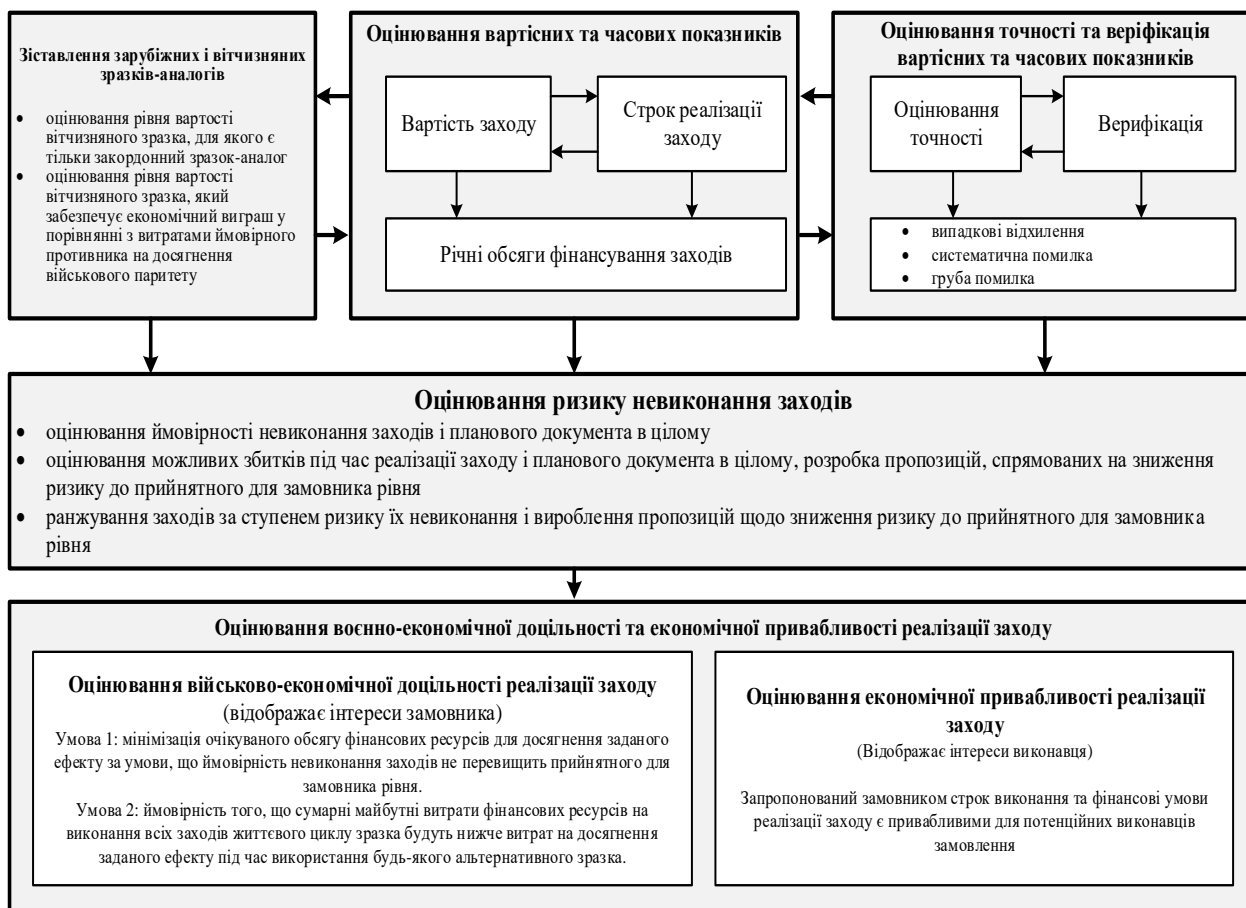 Зіставлення зарубіжних і вітчизняних
зразків-аналогів
• оцінювання рівня вартості
вітчизняного зразка, для якого є
тільки закордонний зразок-аналог
• оцінювання рівня вартості
вітчизняного зразка, який
забезпечує економічний виграш у
порівнянні з витратами ймовірного
противника на досягнення
військового паритету
Оцінювання вартісних та часових показників
Вартість заходу
Строк реалізації
заходу
Річні обсяги фінансування заходів
Оцінювання точності та веріфікація
вартісних та часових показників
Оцінювання
точності
Верифікація
• випадкові відхилення
• систематична помилка
• груба помилка
Оцінювання ризику невиконання заходів
• оцінювання ймовірності невиконання заходів і планового документа в цілому
• оцінювання можливих збитків під час реалізації заходу і планового документа в цілому, розробка пропозицій, спрямованих на зниження
ризику до прийнятного для замовника рівня
• ранжування заходів за ступенем ризику їх невиконання і вироблення пропозицій щодо зниження ризику до прийнятного для замовника
рівня
Оцінювання воєнно-економічної доцільності та економічної привабливості реалізації заходу
Оцінювання військово-економічної доцільності реалізації заходу
(відображає інтереси замовника)
Умова 1: мінімізація очікуваного обсягу фінансових ресурсів для досягнення заданого
ефекту за умови, що ймовірність невиконання заходів не перевищить прийнятного для
замовника рівня.
Умова 2: ймовірність того, що сумарні майбутні витрати фінансових ресурсів на
виконання всіх заходів життєвого циклу зразка будуть нижче витрат на досягнення
заданого ефекту під час використання будь-якого альтернативного зразка.
Оцінювання економічної привабливості реалізації
заходу
(Відображає інтереси виконавця)
Запропонований замовником строк виконання та фінансові умови
реалізації заходу є привабливими для потенційних виконавців
замовлення